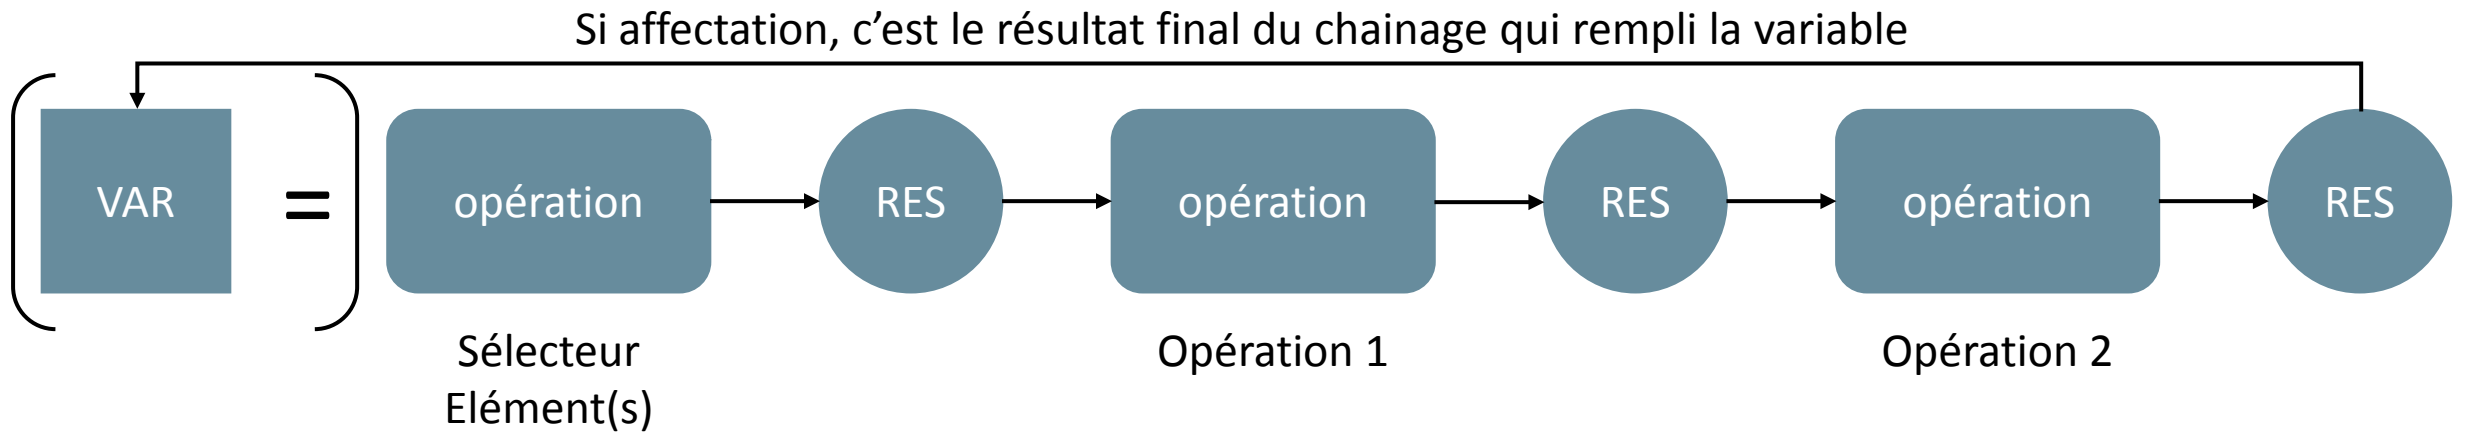 Si affectation, c’est le résultat final du chainage qui rempli la variable
VAR = opération RES opération RES opération RES
Sélecteur Opération 1 Opération 2
Elément(s)